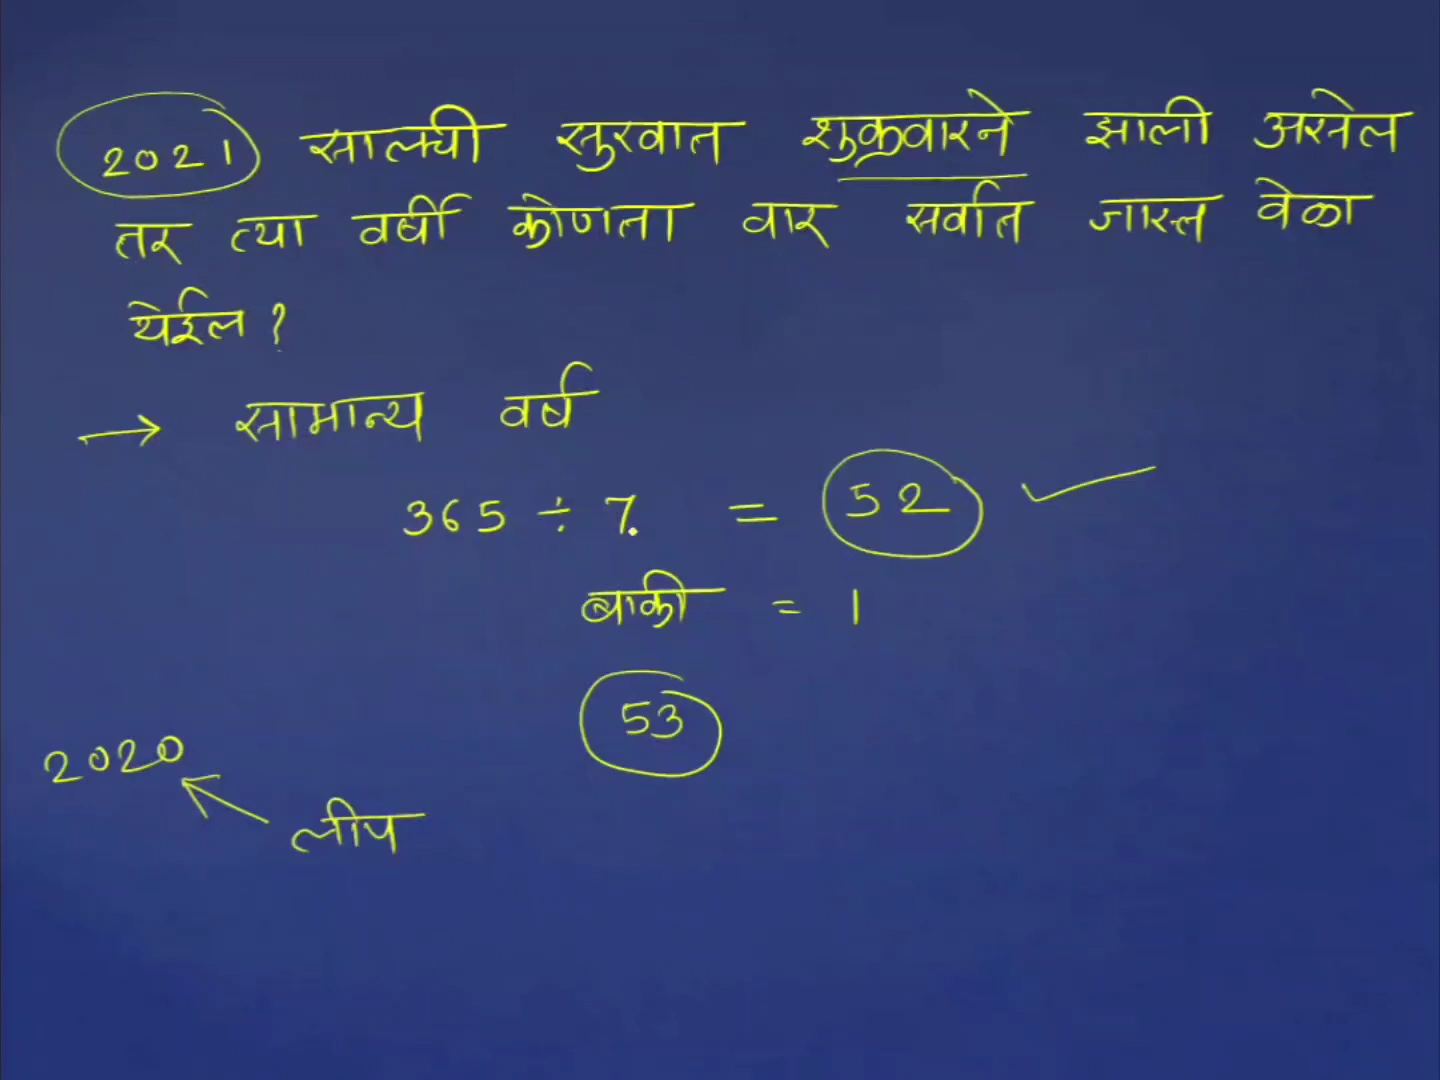 2021 सालची सुरवात शुक्रवारने झाली असेल
तर त्या वर्षी कोणता वार सर्वात जास्त वेळा
येईल ?
→ सामान्य वर्ष
365 ÷ 7 = 52 ✓
बाकी = 1
53
2020
लीप